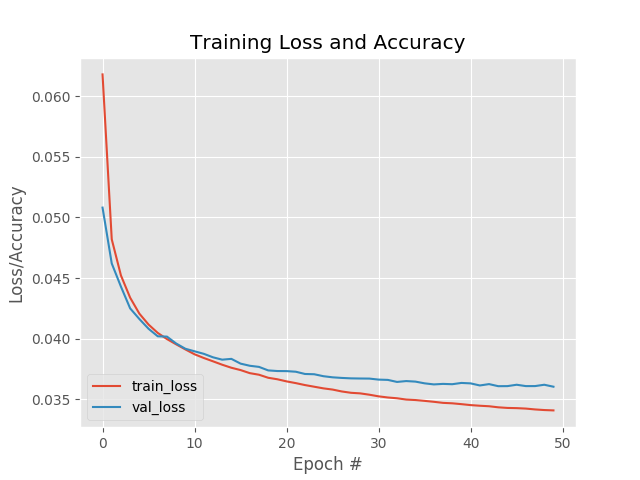 Training Loss and Accuracy
Loss/Accuracy
0.060
0.055
0.050
0.045
0.040
0.035
train_loss
val_loss
0 10 20 30 40 50
Epoch #